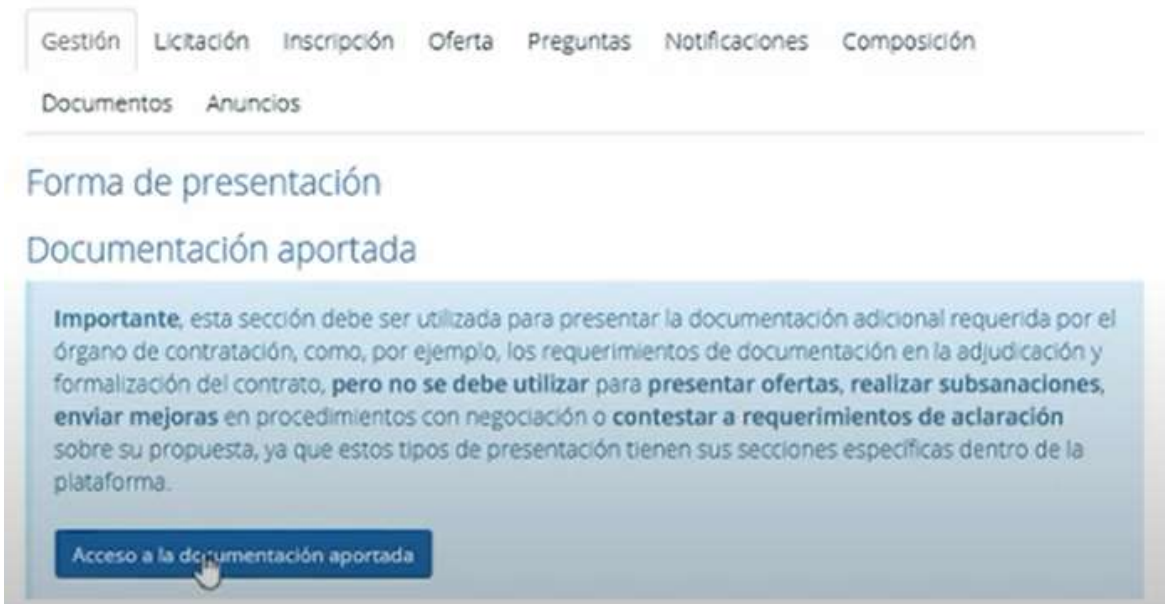 Gestión Licitación Inscripción Oferta Preguntas Notificaciones Composición
Documentos Anuncios
Forma de presentación
Documentación aportada
Importante, esta sección debe ser utilizada para presentar la documentación adicional requerida por el
órgano de contratación, como, por ejemplo, los requerimientos de documentación en la adjudicación y
formalización del contrato, pero no se debe utilizar para presentar ofertas, realizar subsanaciones,
enviar mejoras en procedimientos con negociación o contestar a requerimientos de aclaración
sobre su propuesta, ya que estos tipos de presentación tienen sus secciones específicas dentro de la
plataforma.
Acceso a la documentación aportada